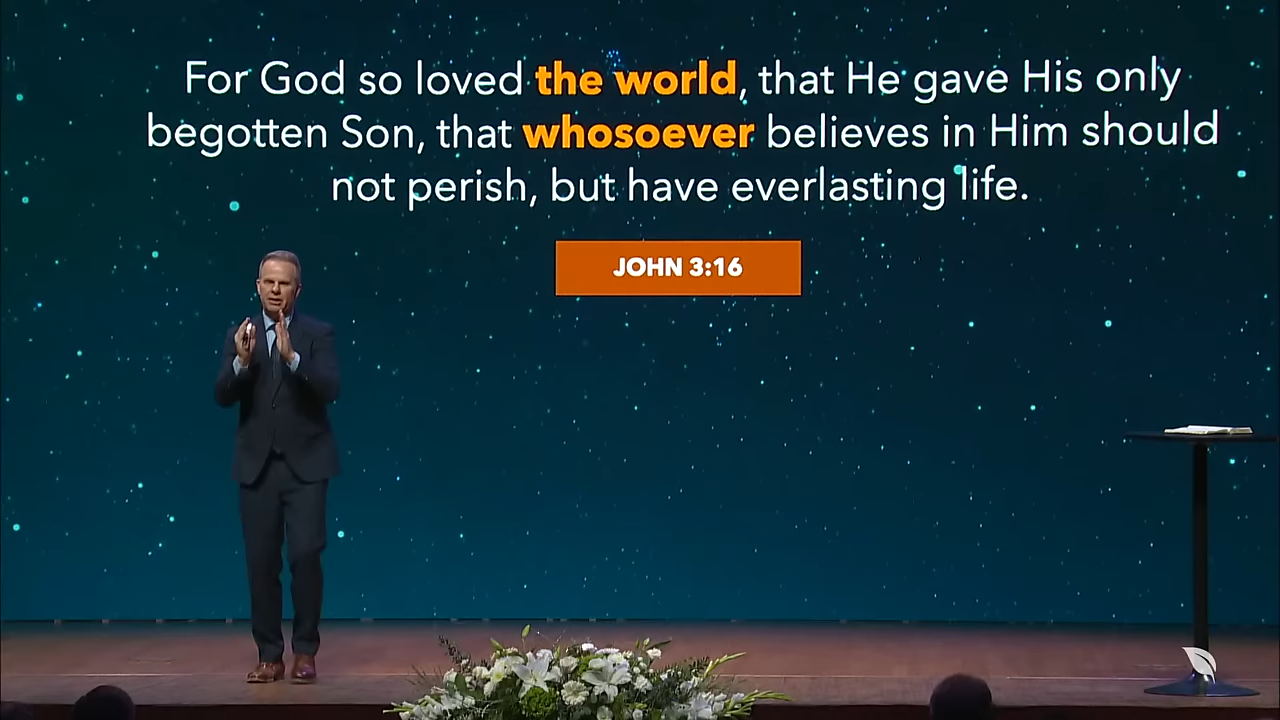 For God so loved the world, that He gave His only
begotten Son, that whosoever believes in Him should
not perish, but have everlasting life.
JOHN 3:16